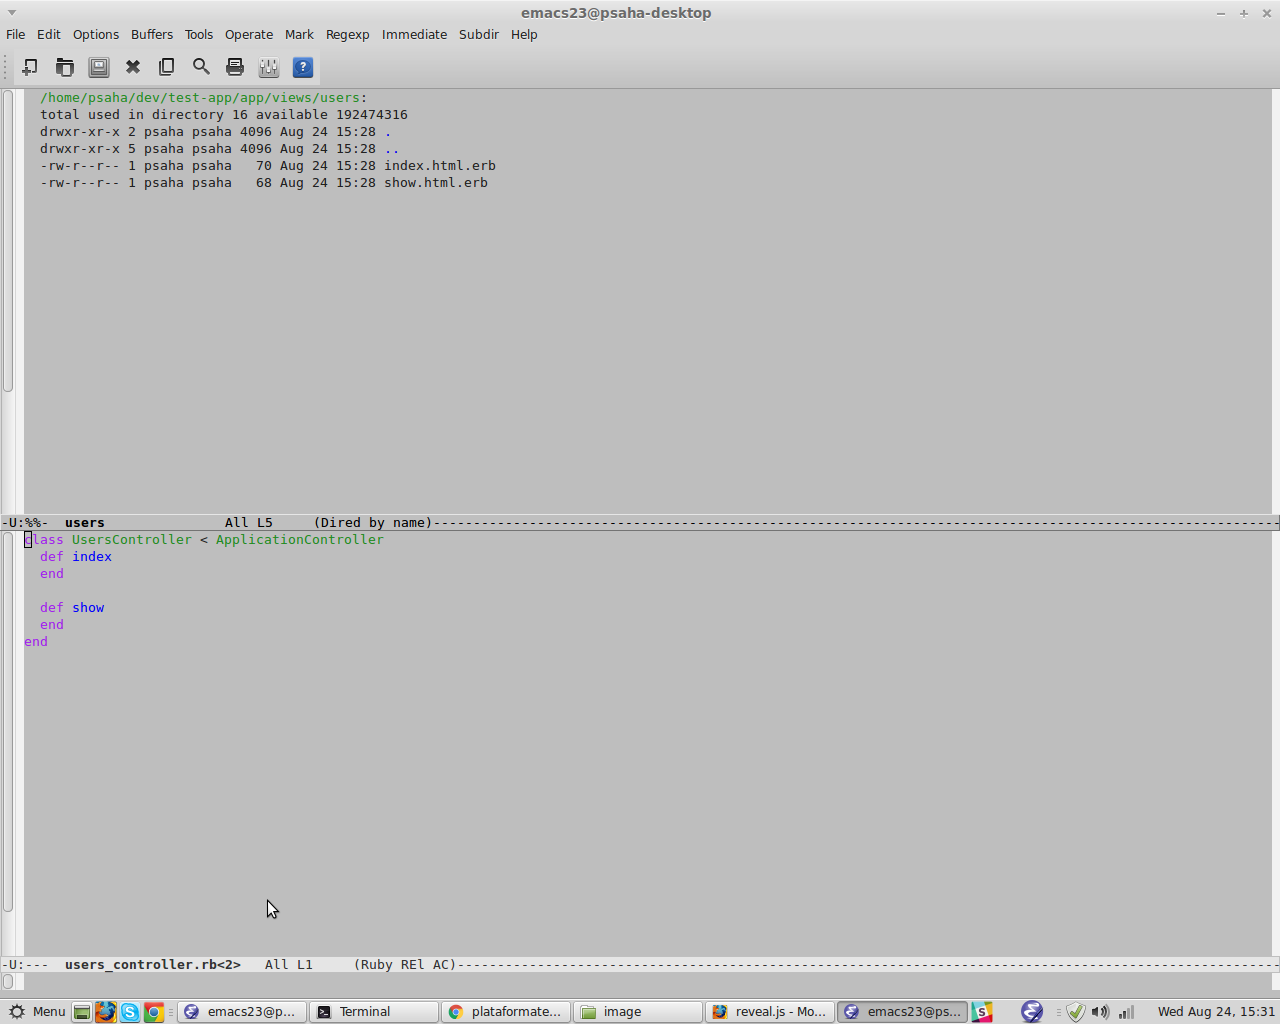 emacs23@psaha-desktop
File Edit Options Buffers Tools Operate Mark Regexp Immediate Subdir Help
/home/psaha/dev/test-app/app/views/users:
total used in directory 16 available 192474316
drwxr-xr-x 2 psaha psaha 4096 Aug 24 15:28 .
drwxr-xr-x 5 psaha psaha 4096 Aug 24 15:28 ..
-rw-r--r-- 1 psaha psaha   70 Aug 24 15:28 index.html.erb
-rw-r--r-- 1 psaha psaha   68 Aug 24 15:28 show.html.erb
-U:%%-  users               All L5     (Dired by name)----------------------------------------------------------------------------------------------------------
class UsersController < ApplicationController
  def index
  end
  def show
  end
end
-U:---  users_controller.rb<2>   All L1     (Ruby REl AC)-------------------------------------------------------------------------------------------------------
Menu emacs23@p... Terminal plataformate... image reveal.js - Mo... emacs23@ps... Wed Aug 24, 15:31